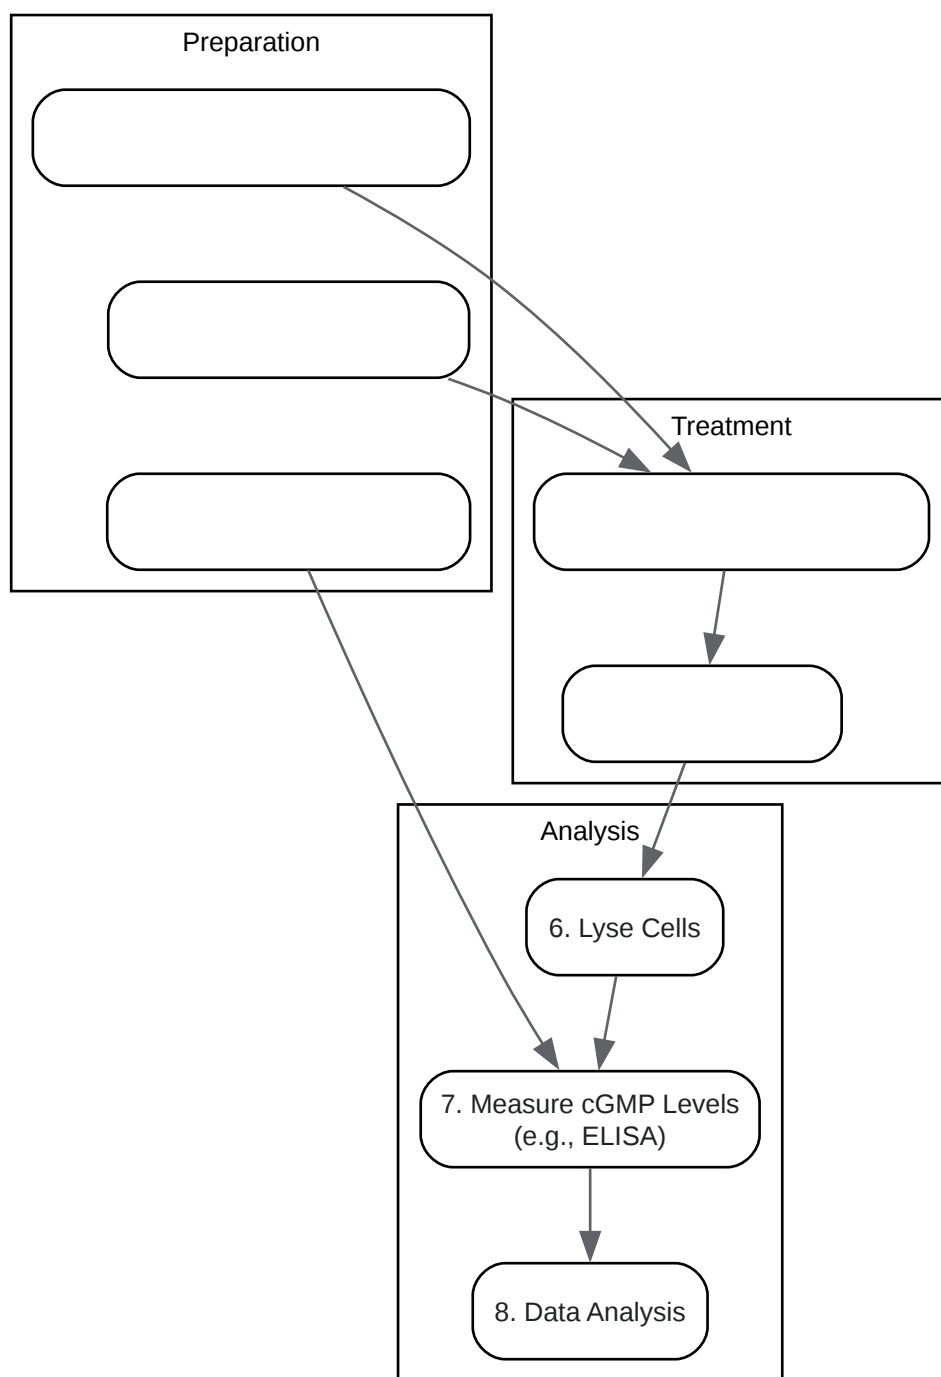 Preparation
Treatment
Analysis
6. Lyse Cells
7. Measure cGMP Levels
(e.g., ELISA)
8. Data Analysis